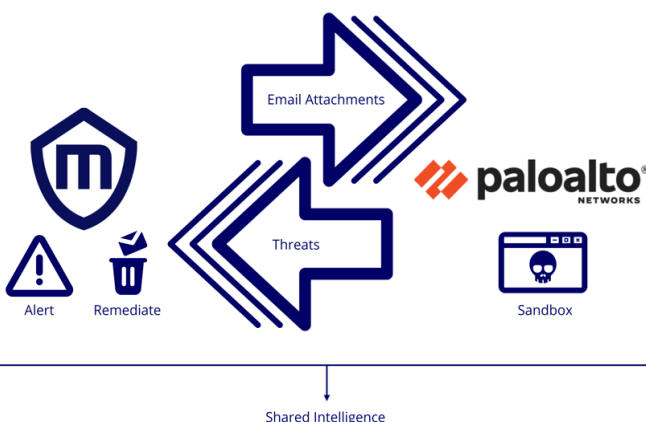 Email Attachments
m
paloalto®
NETWORKS
Threats
Alert
Remediate
Sandbox
Shared Intelligence